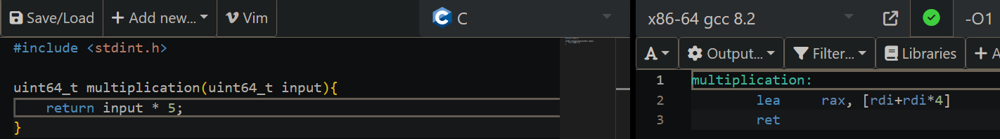 Save/Load
Add new...
Vim
C
#include <stdint.h>
uint64_t multiplication(uint64_t input){
return input * 5;
}
x86-64 gcc 8.2
-O1
A
Output...
Filter...
Libraries
A
1 multiplication:
2 lea rax, [rdi+rdi*4]
3 ret